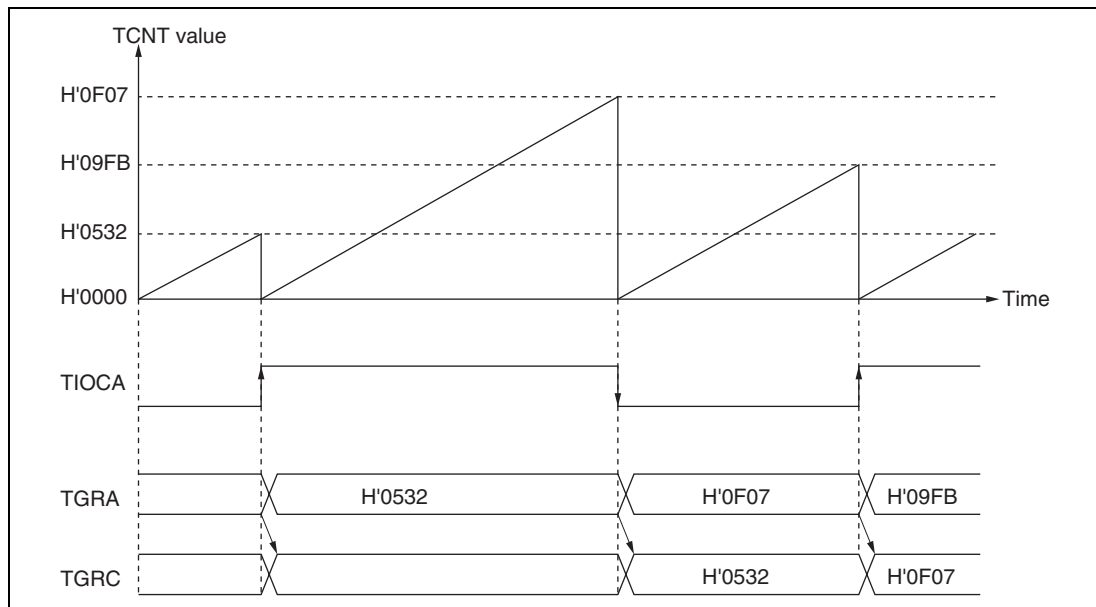 TCNT value
H'0F07
H'09FB
H'0532
H'0000
Time
TIOCA
TGRA H'0532 H'0F07 H'09FB
TGRC H'0532 H'0F07